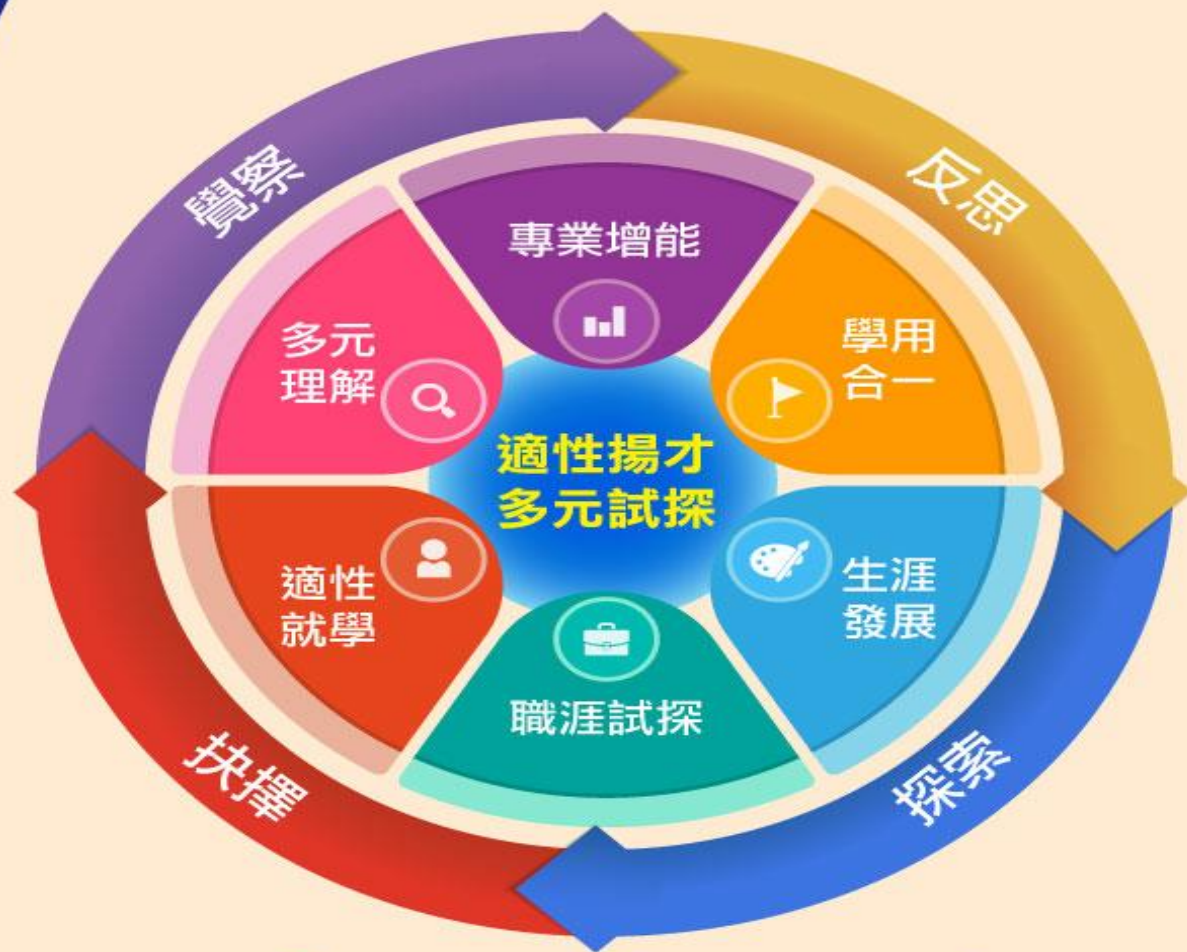 覺察
反思
專業增能
多元
理解
學用
合一
適性揚才
多元試探
適性
就學
生涯
發展
職涯試探
抉擇
探索